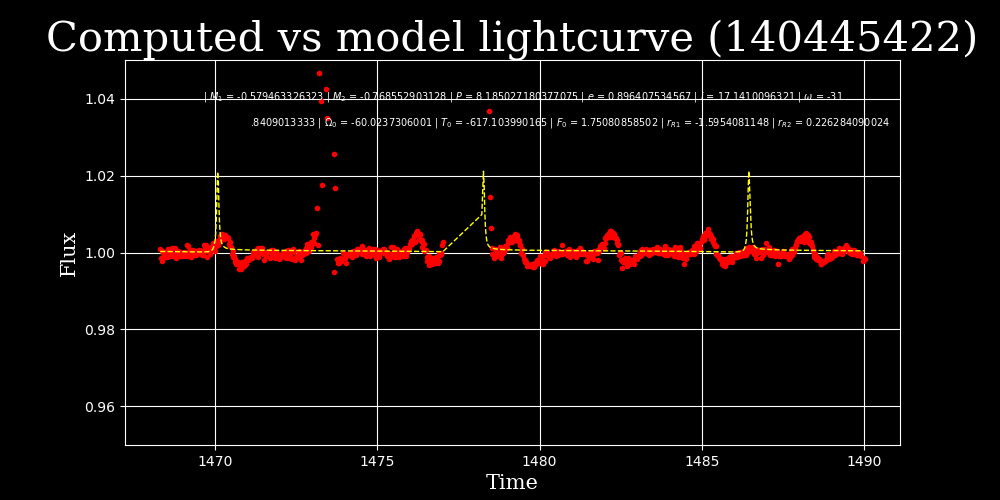 Computed vs model lightcurve (140445422)
| M₁ = -0.579463326323 | M₂ = -0.768552903128 | P = 8.185027180377075 | e = 0.896407534567 | i = 17.1410096321 | ω = -31
.8409013333 | Ω₀ = -60.0237306001 | T₀ = -617.103990165 | F₀ = 1.75080858502 | r_R1 = -1.5954081148 | r_R2 = 0.226284090024
1.04
1.02
1.00
0.98
0.96
Flux
1470
1475
1480
1485
1490
Time